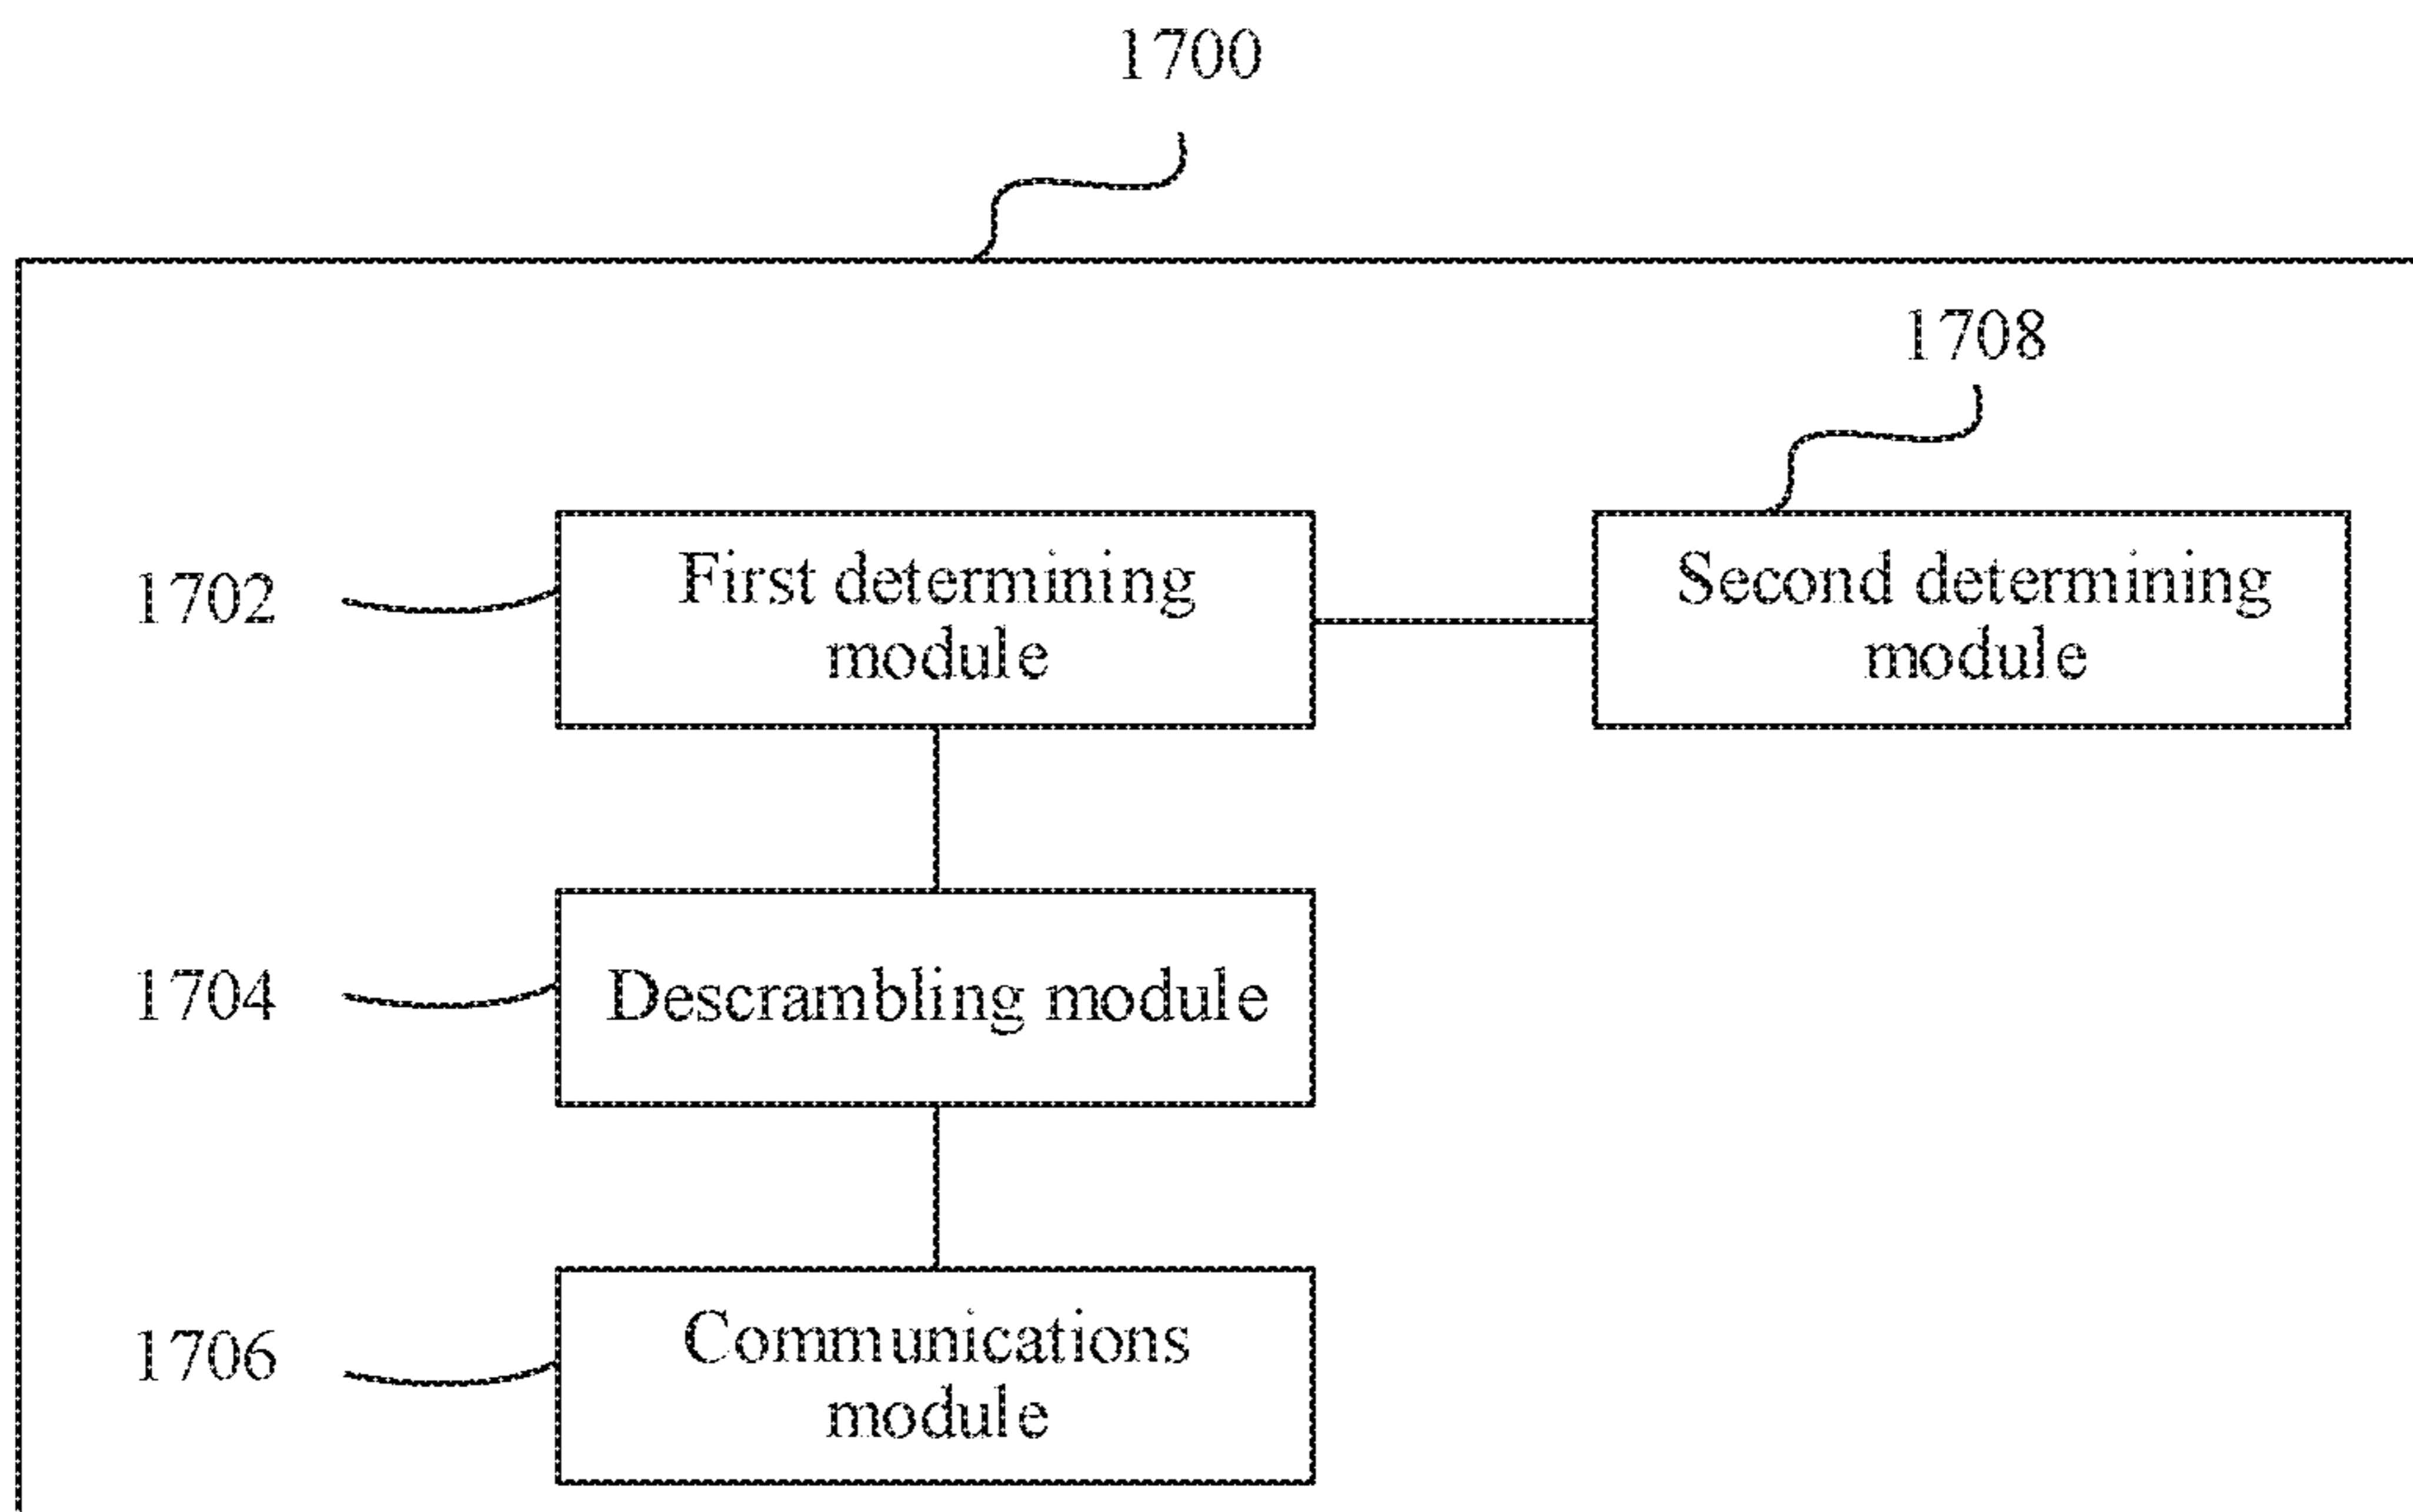 1700
1708
1702
First determining
module
Second determining
module
1704
Descrambling module
1706
Communications
module